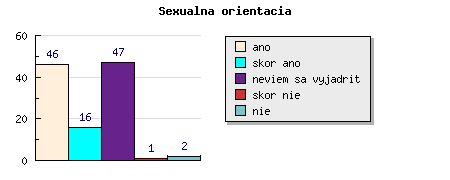 Sexualna orientacia
60
40
20
0
46
16
47
1
2
ano
skor ano
neviem sa vyjadrit
skor nie
nie